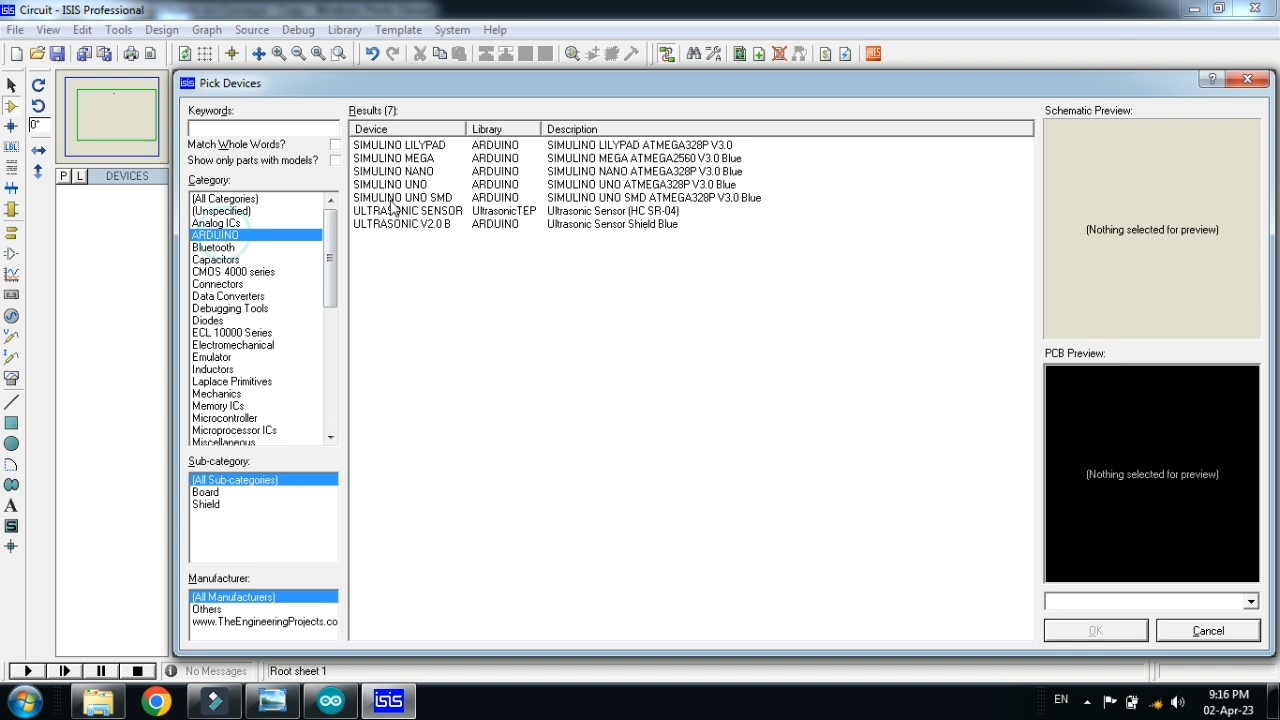 Circuit - ISIS Professional
File View Edit Tools Design Graph Source Debug Library Template System Help
ARES
LBL
0°
P L DEVICES
A
S
isis Pick Devices
Keywords:
Match Whole Words?
Show only parts with models?
Category:
(All Categories)
(Unspecified)
Analog ICs
ARDUINO
Bluetooth
Capacitors
CMOS 4000 series
Connectors
Data Converters
Debugging Tools
Diodes
ECL 10000 Series
Electromechanical
Emulator
Inductors
Laplace Primitives
Mechanics
Memory ICs
Microcontroller
Microprocessor ICs
Miscellaneous
Sub-category:
(All Sub-categories)
Board
Shield
Manufacturer:
(All Manufacturers)
Others
www.TheEngineeringProjects.co
Results (7):
Device Library Description
SIMULINO LILYPAD ARDUINO SIMULINO LILYPAD ATMEGA328P V3.0
SIMULINO MEGA ARDUINO SIMULINO MEGA ATMEGA2560 V3.0 Blue
SIMULINO NANO ARDUINO SIMULINO NANO ATMEGA328P V3.0 Blue
SIMULINO UNO ARDUINO SIMULINO UNO ATMEGA328P V3.0 Blue
SIMULINO UNO SMD ARDUINO SIMULINO UNO SMD ATMEGA328P V3.0 Blue
ULTRASONIC SENSOR UltrasonicTEP Ultrasonic Sensor (HC SR-04)
ULTRASONIC V2.0 B ARDUINO Ultrasonic Sensor Shield Blue
Schematic Preview:
(Nothing selected for preview)
PCB Preview:
(Nothing selected for preview)
OK Cancel
No Messages Root sheet 1
isis
EN
9:16 PM
02-Apr-23